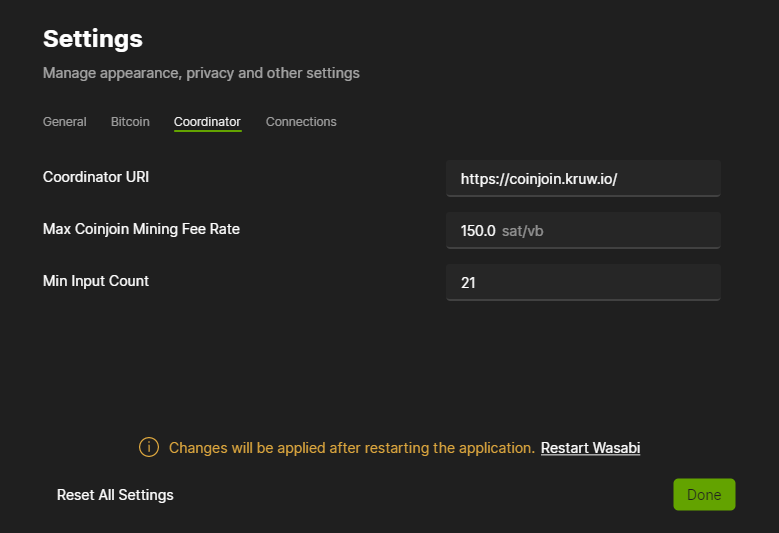 Settings
Manage appearance, privacy and other settings
General Bitcoin Coordinator Connections
Coordinator URI https://coinjoin.kruw.io/
Max Coinjoin Mining Fee Rate 150.0 sat/vb
Min Input Count 21
Changes will be applied after restarting the application. Restart Wasabi
Reset All Settings Done